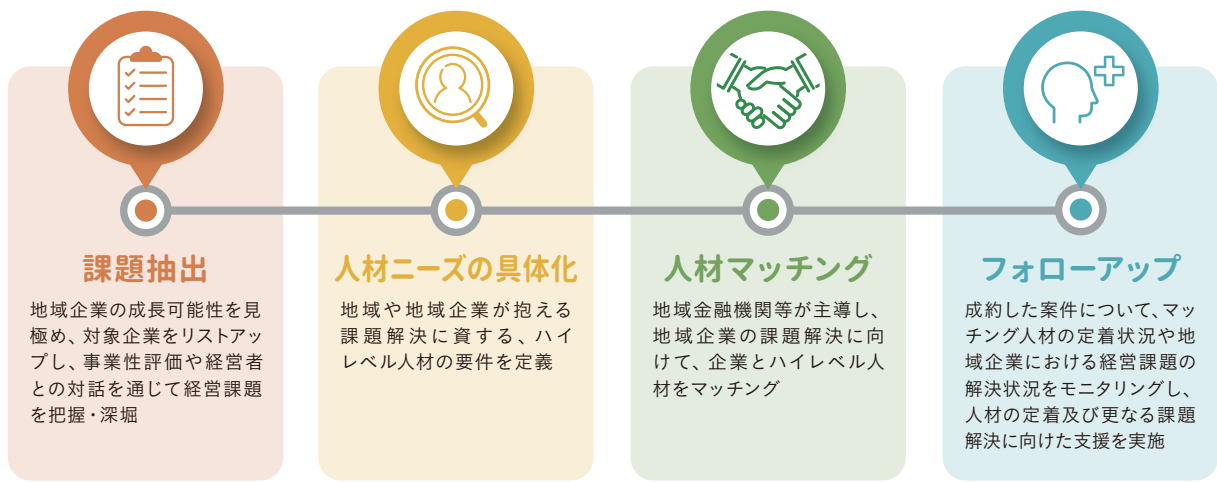 課題抽出
地域企業の成長可能性を見
極め、対象企業をリストアッ
プし、事業性評価や経営者
との対話を通じて経営課題
を把握・深堀
人材ニーズの具体化
地域や地域企業が抱える
課題解決に資する、ハイ
レベル人材の要件を定義
人材マッチング
地域金融機関等が主導し、
地域企業の課題解決に向
けて、企業とハイレベル人
材をマッチング
フォローアップ
成約した案件について、マッ
チング人材の定着状況や地
域企業における経営課題の
解決状況をモニタリングし、
人材の定着及び更なる課題
解決に向けた支援を実施